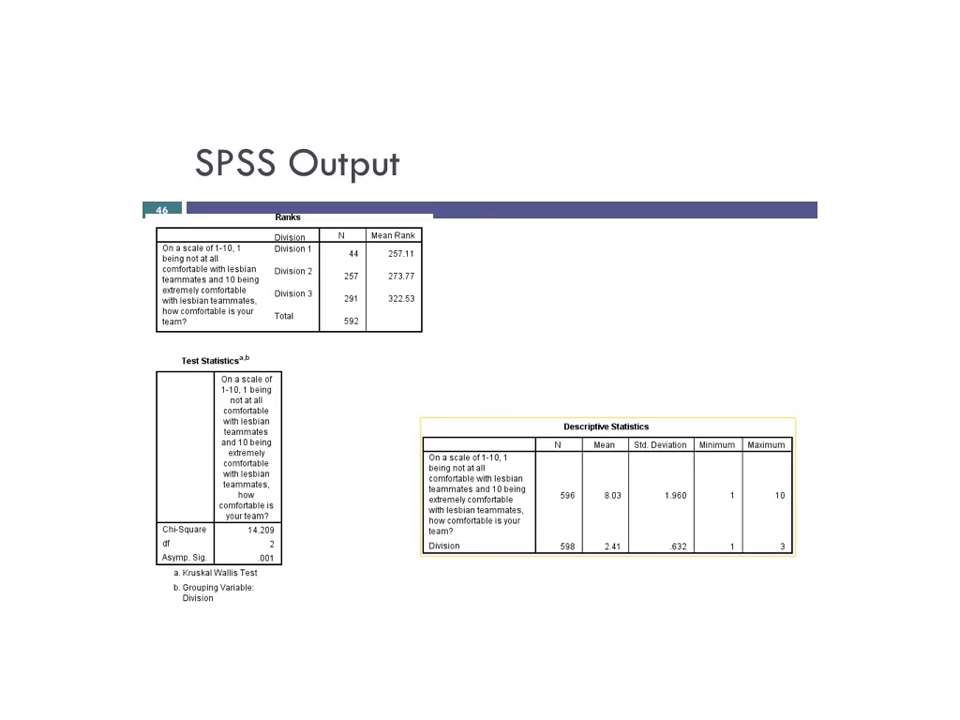 SPSS Output
46
Ranks
Division N Mean Rank
On a scale of 1-10, 1
being not at all
comfortable with lesbian
teammates and 10 being
extremely comfortable
with lesbian teammates,
how comfortable is your
team?
Division 1 44 257.11
Division 2 257 273.77
Division 3 291 322.53
Total 592
Test Statistics a,b
On a scale of
1-10, 1 being
not at all
comfortable
with lesbian
teammates
and 10 being
extremely
comfortable
with lesbian
teammates,
how
comfortable is
your team?
Chi-Square 14.209
df 2
Asymp. Sig. .001
a. Kruskal Wallis Test
b. Grouping Variable:
Division
Descriptive Statistics
N Mean Std. Deviation Minimum Maximum
On a scale of 1-10, 1
being not at all
comfortable with lesbian
teammates and 10 being
extremely comfortable
with lesbian teammates,
how comfortable is your
team?
596 8.03 1.960 1 10
Division 598 2.41 .632 1 3